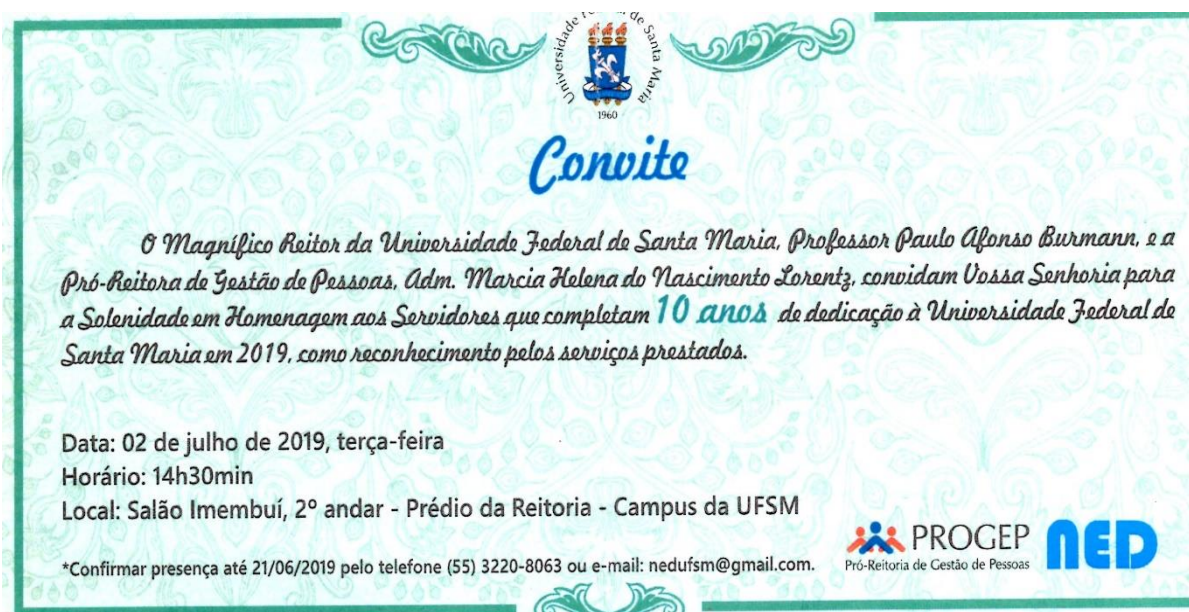 Universidade Federal de Santa Maria
1960
Convite
O Magnífico Reitor da Universidade Federal de Santa Maria, Professor Paulo Afonso Burmann, e a
Pró-Reitora de Gestão de Pessoas, Adm. Marcia Helena do Nascimento Lorentz, convidam Vossa Senhoria para
a Solenidade em Homenagem aos Servidores que completam 10 anos de dedicação à Universidade Federal de
Santa Maria em 2019, como reconhecimento pelos serviços prestados.
Data: 02 de julho de 2019, terça-feira
Horário: 14h30min
Local: Salão Imembuí, 2º andar - Prédio da Reitoria - Campus da UFSM
*Confirmar presença até 21/06/2019 pelo telefone (55) 3220-8063 ou e-mail: nedufsm@gmail.com.
PROGEP
Pró-Reitoria de Gestão de Pessoas
NED